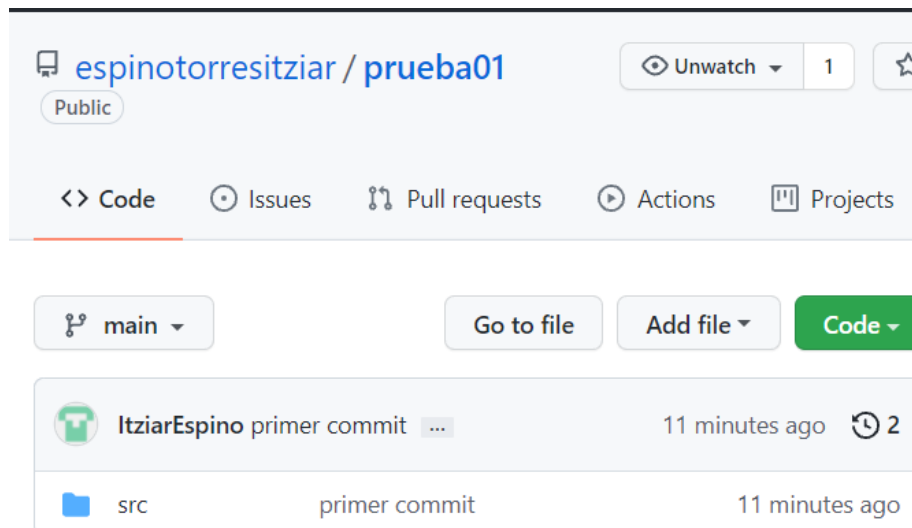 espinotorresitziar / prueba01
Unwatch 1
Public
Code Issues Pull requests Actions Projects
main Go to file Add file Code
ItziarEspino primer commit ... 11 minutes ago 2
src primer commit 11 minutes ago